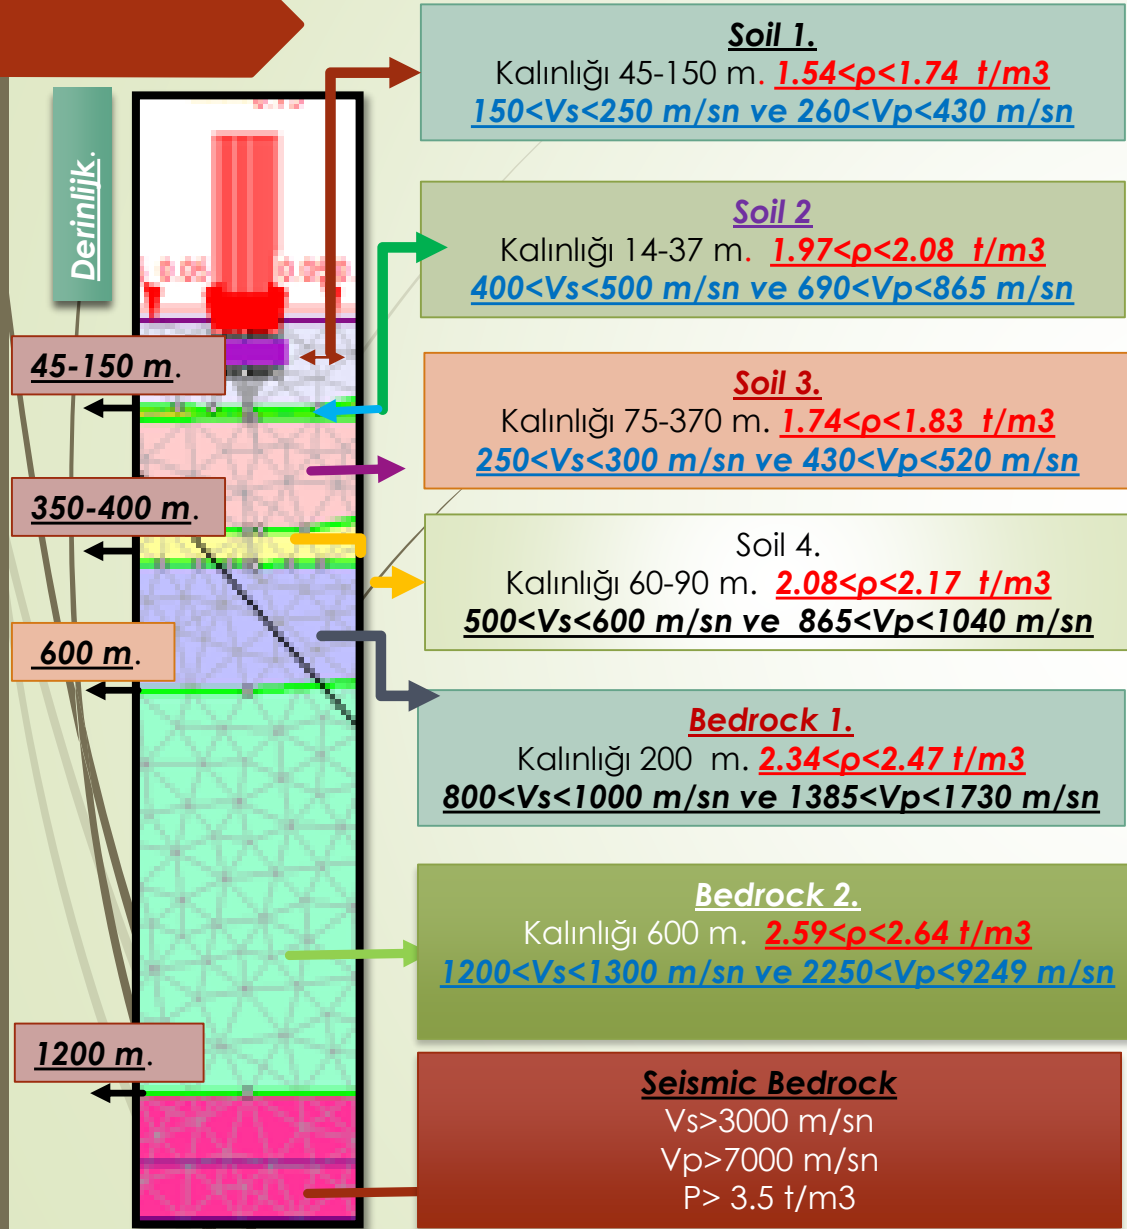 Soil 1.
Kalınlığı 45-150 m. 1.54<ρ<1.74 t/m3
150<Vs<250 m/sn ve 260<Vp<430 m/sn
Derinlijk.
Soil 2
Kalınlığı 14-37 m. 1.97<ρ<2.08 t/m3
400<Vs<500 m/sn ve 690<Vp<865 m/sn
0.05
45-150 m.
Soil 3.
Kalınlığı 75-370 m. 1.74<ρ<1.83 t/m3
250<Vs<300 m/sn ve 430<Vp<520 m/sn
350-400 m.
Soil 4.
Kalınlığı 60-90 m. 2.08<ρ<2.17 t/m3
500<Vs<600 m/sn ve 865<Vp<1040 m/sn
600 m.
Bedrock 1.
Kalınlığı 200 m. 2.34<ρ<2.47 t/m3
800<Vs<1000 m/sn ve 1385<Vp<1730 m/sn
Bedrock 2.
Kalınlığı 600 m. 2.59<ρ<2.64 t/m3
1200<Vs<1300 m/sn ve 2250<Vp<9249 m/sn
1200 m.
Seismic Bedrock
Vs>3000 m/sn
Vp>7000 m/sn
P> 3.5 t/m3